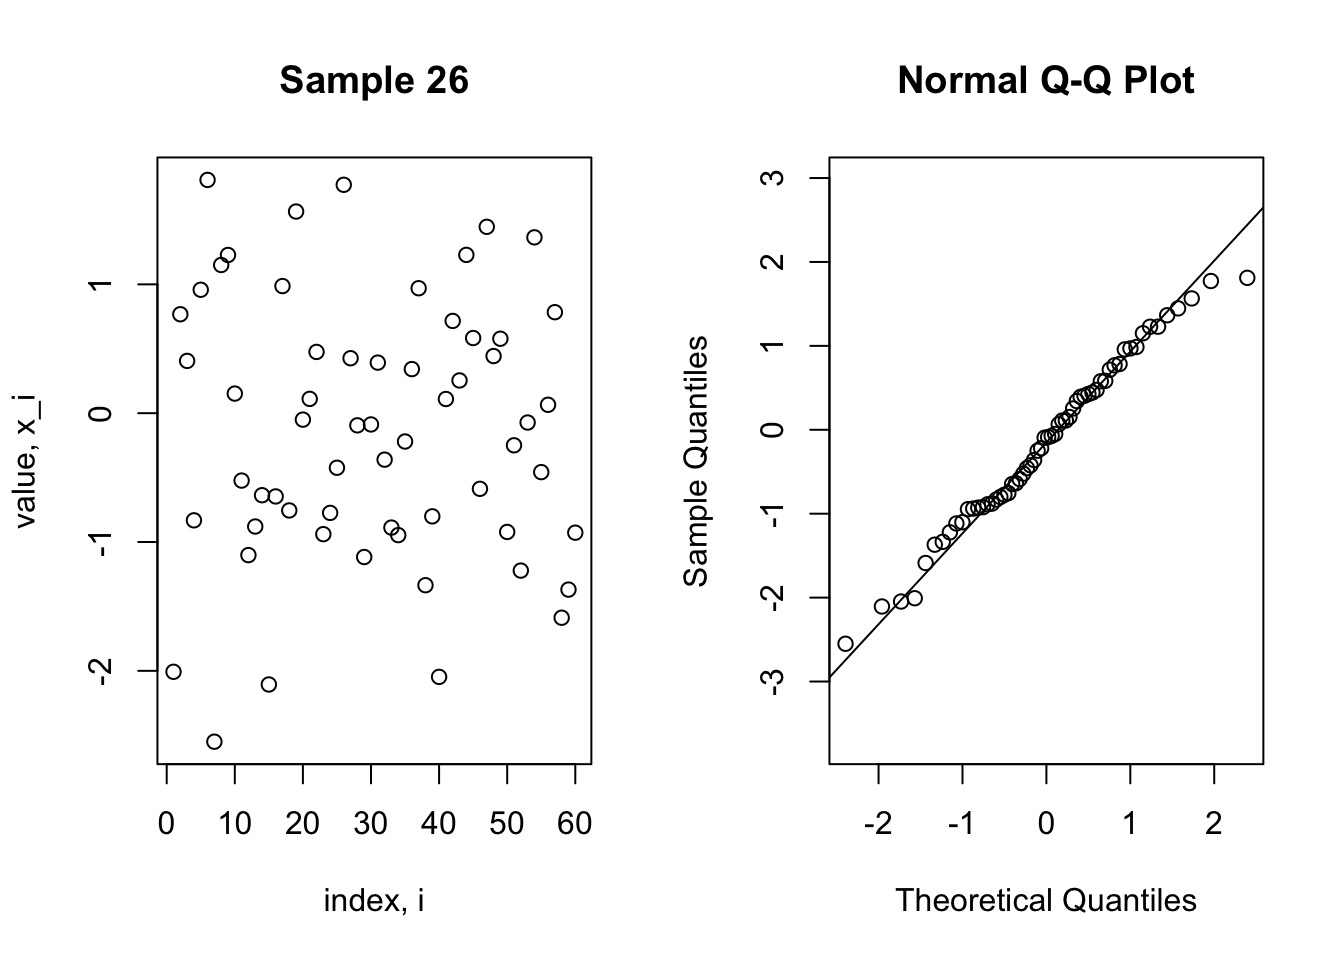 Sample 26
value, x_i
1
0
-1
-2
0 10 20 30 40 50 60
index, i
Normal Q-Q Plot
Sample Quantiles
3
2
1
0
-1
-2
-3
-2 -1 0 1 2
Theoretical Quantiles